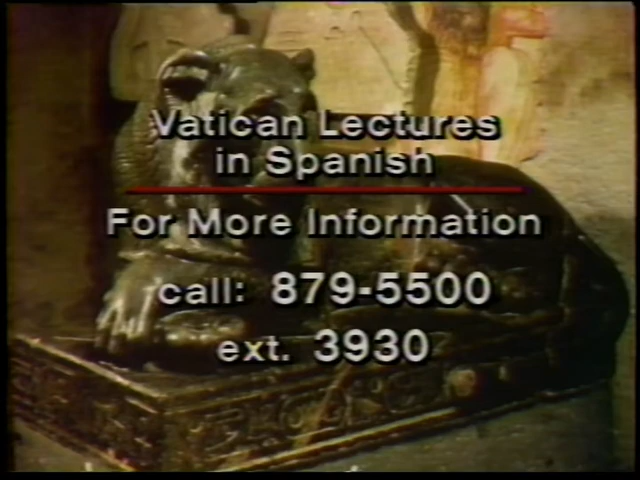 Vatican Lectures
in Spanish
For More Information
call: 879-5500
ext. 3930